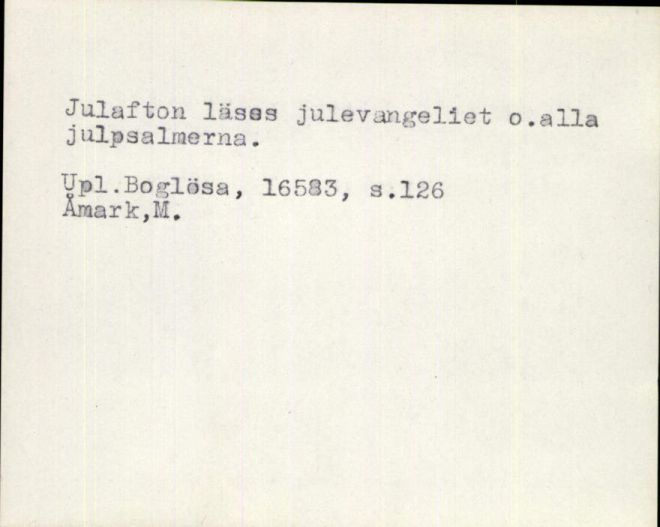 Julafton läses julevangeliet o.alla
julpsalmerna.
Upl.Boglösa, 16583, s.126
Åmark,M.